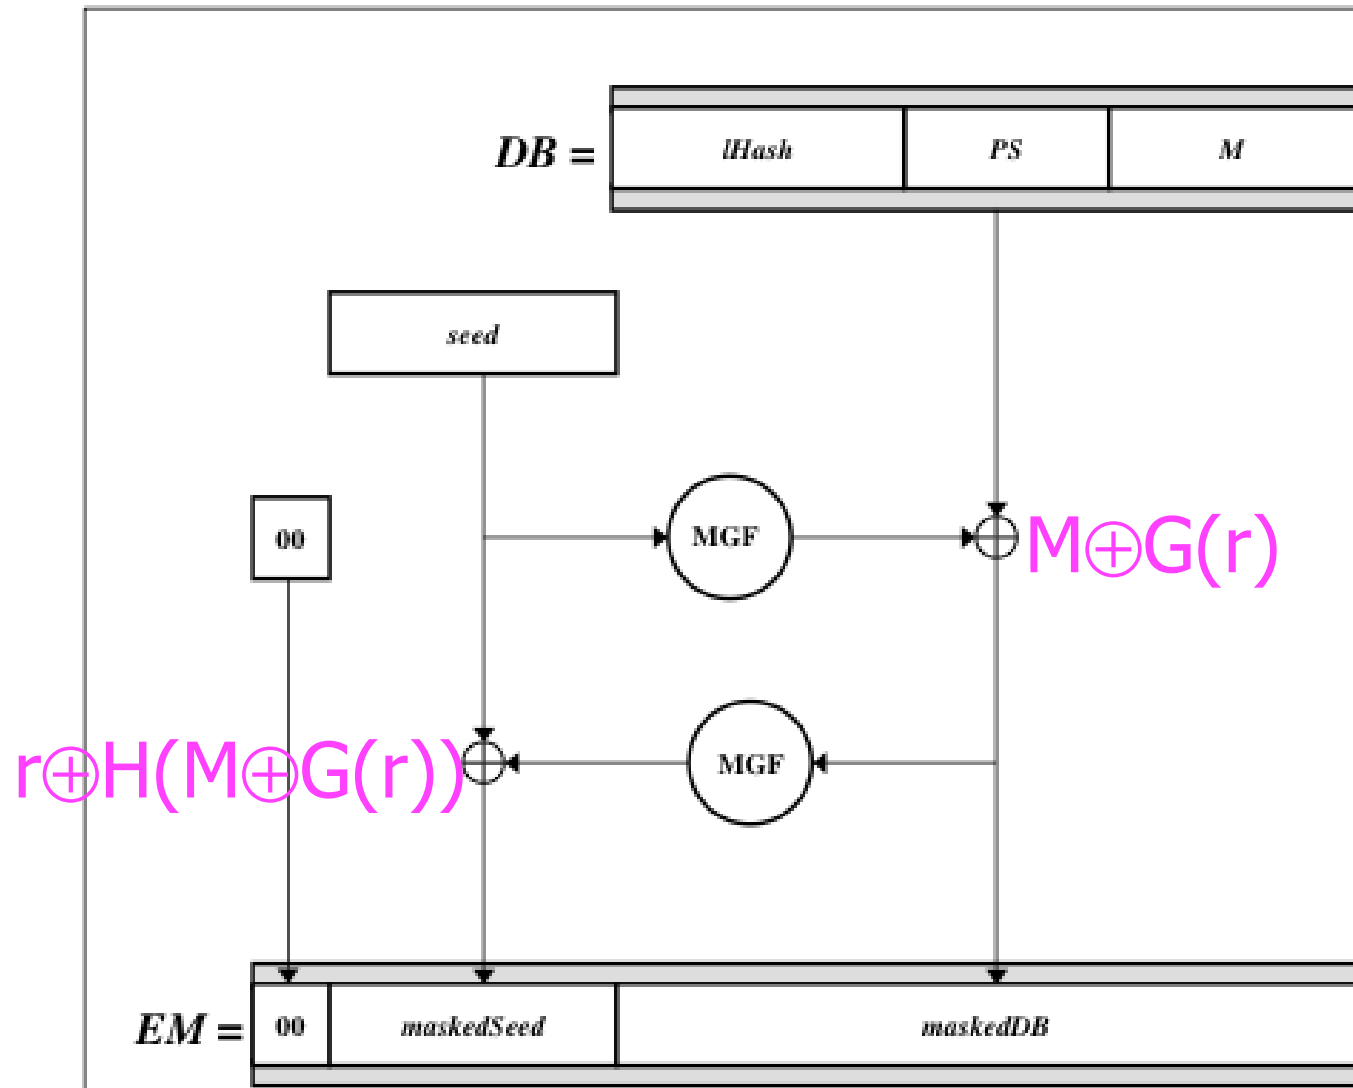 DB = lHash PS M
seed
00 MGF M⊕G(r)
r⊕H(M⊕G(r)) MGF
EM = 00 maskedSeed maskedDB